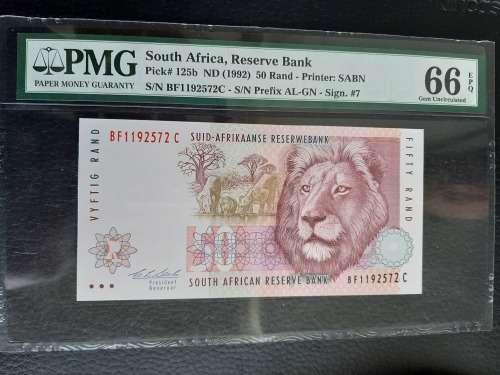 PMG
PAPER MONEY GUARANTY
South Africa, Reserve Bank
Pick# 125b ND (1992) 50 Rand - Printer: SABN
S/N BF1192572C - S/N Prefix AL-GN - Sign. #7
66 EPQ
Gem Uncirculated
BF1192572 C
SUID-AFRIKAANSE RESERWEBANK
VYFTIG RAND
FIFTY RAND
50
President
Governor
SOUTH AFRICAN RESERVE BANK
BF1192572 C